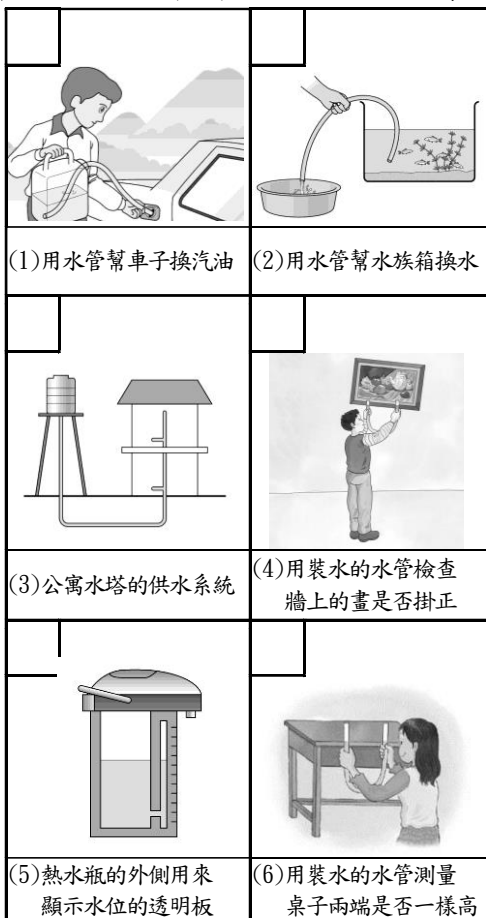 (1)用水管幫車子換汽油
(2)用水管幫水族箱換水
(3)公寓水塔的供水系統
(4)用裝水的水管檢查
牆上的畫是否掛正
(5)熱水瓶的外側用來
顯示水位的透明板
(6)用裝水的水管測量
桌子兩端是否一樣高